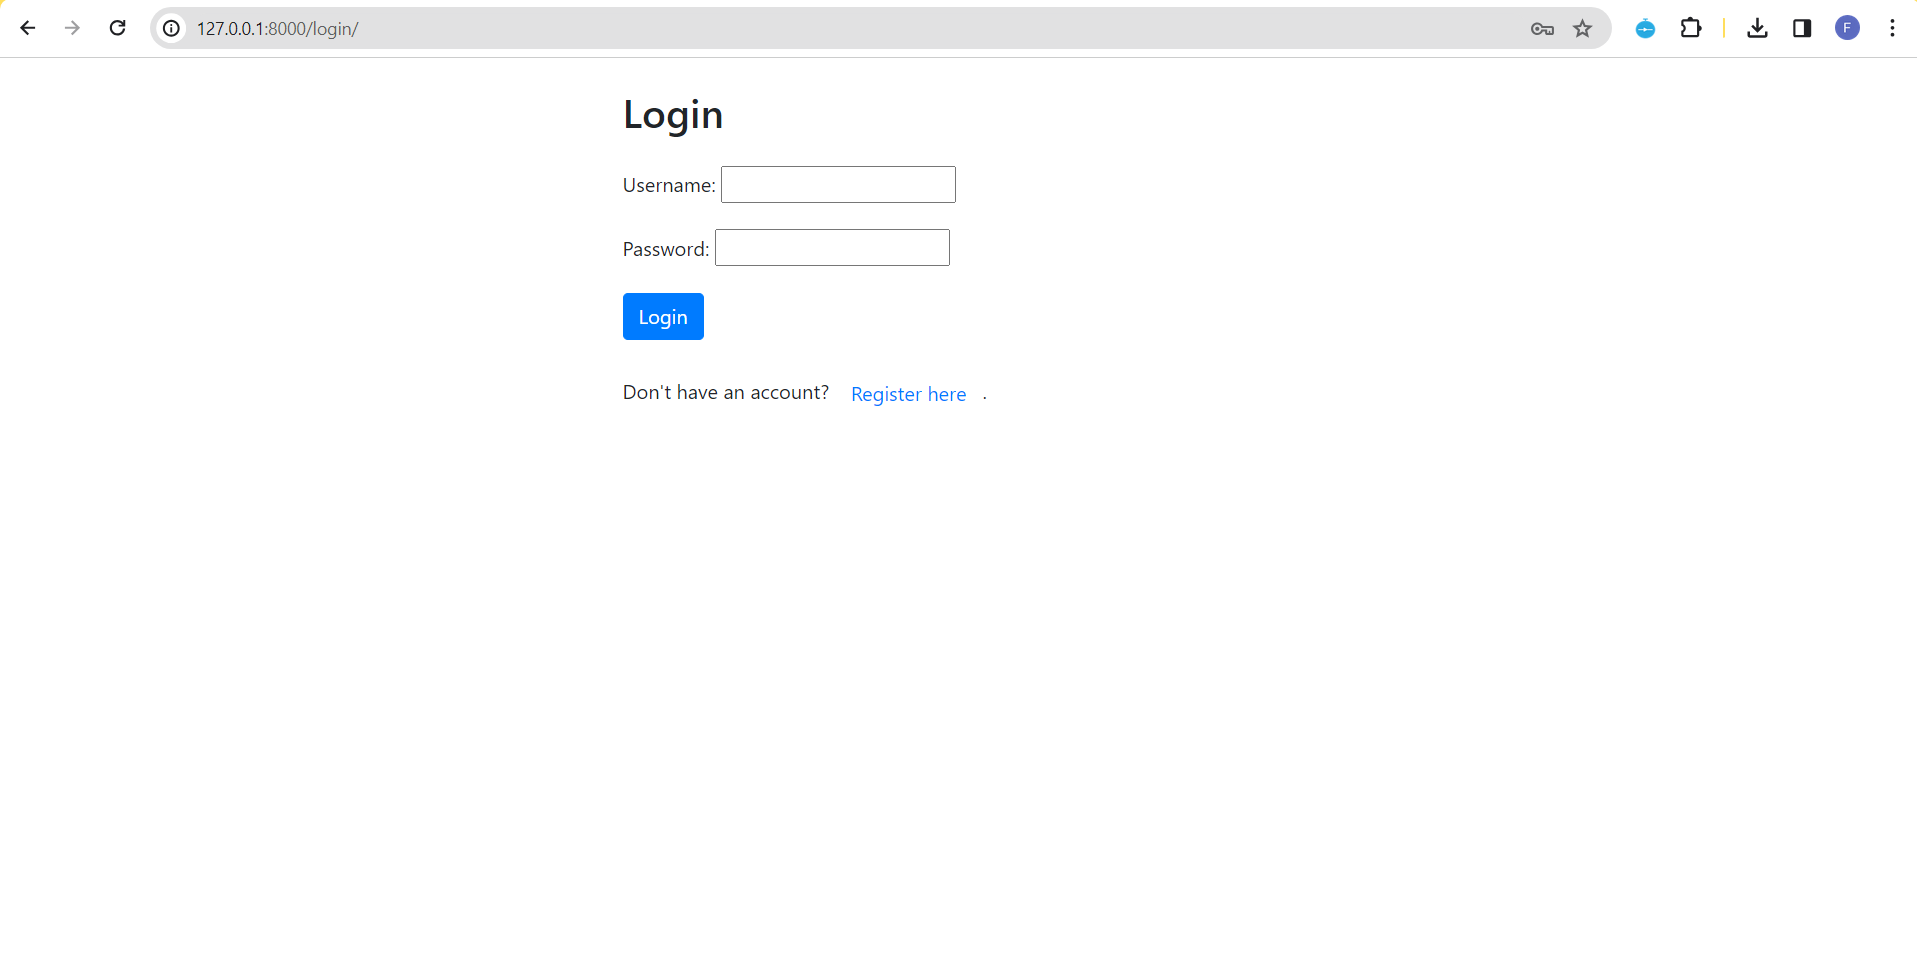 127.0.0.1:8000/login/
F
Login
Username:
Password:
Login
Don't have an account? Register here .